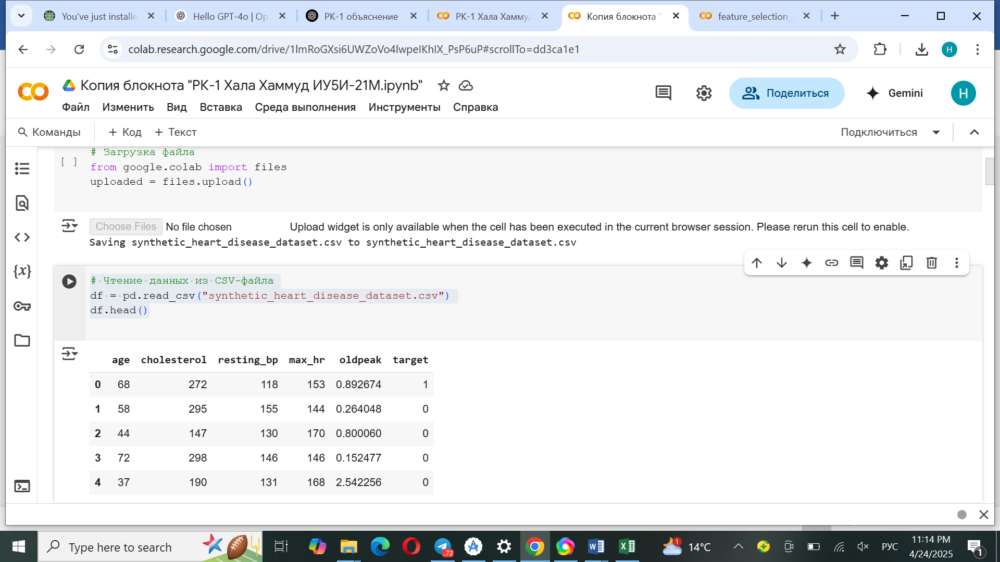 You've just installe
Hello GPT-4o | Op
РК-1 объяснение
РК-1 Хала Хамму
Копия блокнота "
feature_selection_
colab.research.google.com/drive/1lmRoGXsi6UWZoVo4lwpeIKhIX_PsP6uP#scrollTo=dd3ca1e1
H
Копия блокнота "РК-1 Хала Хаммуд ИУ5И-21М.ipynb"
Поделиться
Gemini
H
Файл Изменить Вид Вставка Среда выполнения Инструменты Справка
Команды
+ Код + Текст
Подключиться
# Загрузка файла
[ ]
from google.colab import files
uploaded = files.upload()
Choose Files No file chosen Upload widget is only available when the cell has been executed in the current browser session. Please rerun this cell to enable.
Saving synthetic_heart_disease_dataset.csv to synthetic_heart_disease_dataset.csv
# Чтение данных из CSV-файла
df = pd.read_csv("synthetic_heart_disease_dataset.csv")
df.head()
age cholesterol resting_bp max_hr oldpeak target
0 68 272 118 153 0.892674 1
1 58 295 155 144 0.264048 0
2 44 147 130 170 0.800060 0
3 72 298 146 146 0.152477 0
4 37 190 131 168 2.542256 0
Type here to search
..72
1
14°C
РУС
11:14 PM
4/24/2025
1